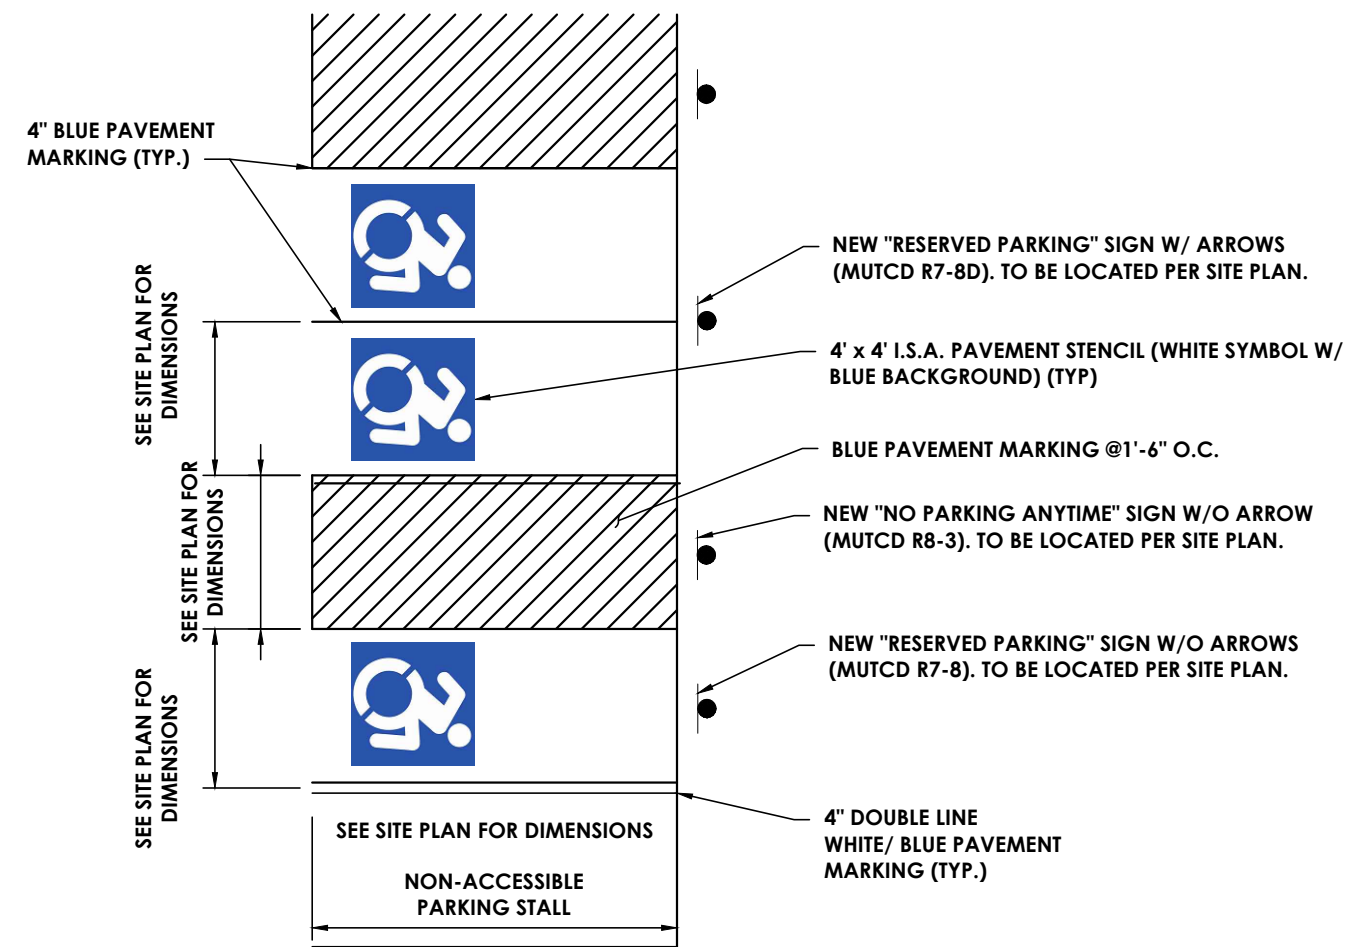 4" BLUE PAVEMENT
MARKING (TYP.)
SEE SITE PLAN FOR
DIMENSIONS
SEE SITE PLAN FOR
DIMENSIONS
SEE SITE PLAN FOR
DIMENSIONS
NEW "RESERVED PARKING" SIGN W/ ARROWS
(MUTCD R7-8D). TO BE LOCATED PER SITE PLAN.
4' x 4' I.S.A. PAVEMENT STENCIL (WHITE SYMBOL W/
BLUE BACKGROUND) (TYP)
BLUE PAVEMENT MARKING @1'-6" O.C.
NEW "NO PARKING ANYTIME" SIGN W/O ARROW
(MUTCD R8-3). TO BE LOCATED PER SITE PLAN.
NEW "RESERVED PARKING" SIGN W/O ARROWS
(MUTCD R7-8). TO BE LOCATED PER SITE PLAN.
4" DOUBLE LINE
WHITE/ BLUE PAVEMENT
MARKING (TYP.)
SEE SITE PLAN FOR DIMENSIONS
NON-ACCESSIBLE
PARKING STALL